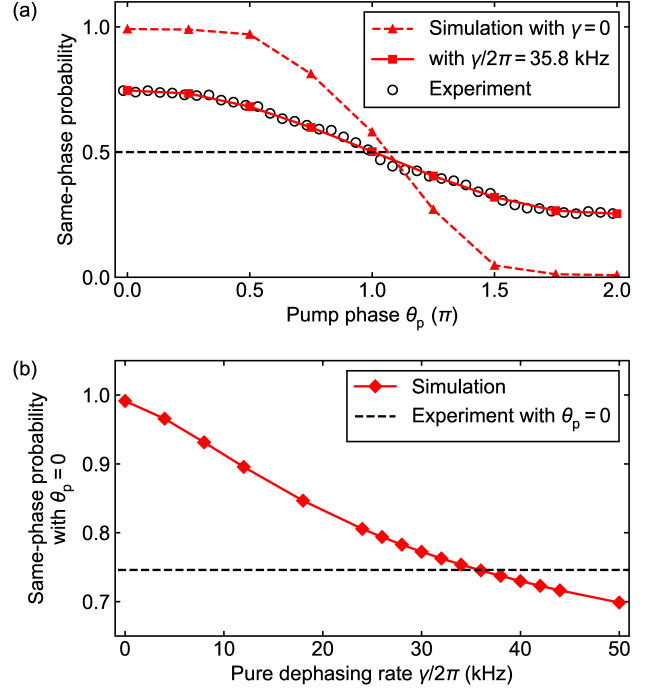 (a)
Same-phase probability
1.0
0.5
0.0
Simulation with γ = 0
with γ/2π = 35.8 kHz
Experiment
0.0 0.5 1.0 1.5 2.0
Pump phase θp (π)
(b)
Same-phase probability
with θp = 0
1.0
0.9
0.8
0.7
Simulation
Experiment with θp = 0
0 10 20 30 40 50
Pure dephasing rate γ/2π (kHz)